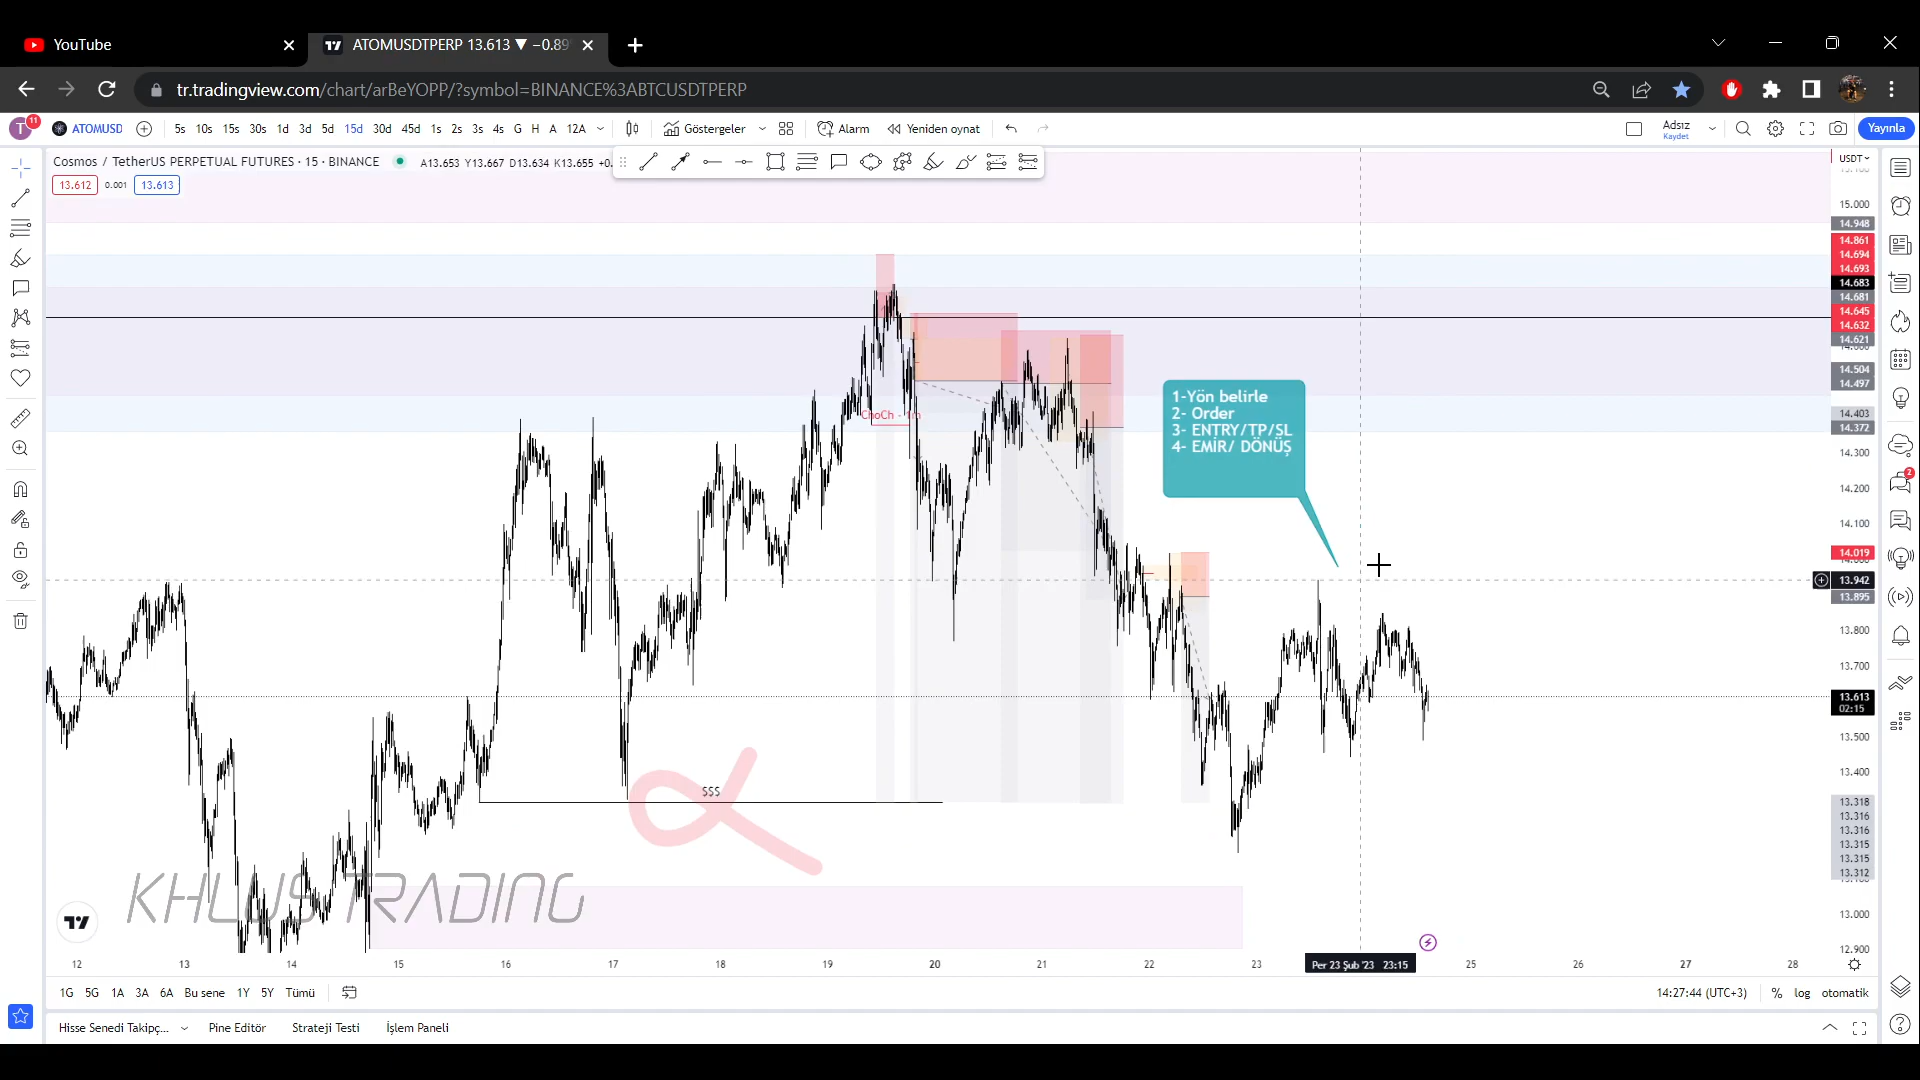 YouTube
ATOMUSDTPERP 13.613 ▼ −0.89
tr.tradingview.com/chart/arBeYOPP/?symbol=BINANCE%3ABTCUSDTPERP
T 11 ATOMUSD 5s 10s 15s 30s 1d 3d 5d 15d 30d 45d 1s 2s 3s 4s G H A 12A Göstergeler Alarm Yeniden oynat Adsız Kaydet Yayınla
Cosmos / TetherUS PERPETUAL FUTURES · 15 · BINANCE A13.653 Y13.667 D13.634 K13.655 +0.
USDT
13.612 0.001 13.613
15.000
14.948
14.861
14.694
14.693
14.683
14.681
14.645
14.632
14.621
14.504
14.497
14.403
14.372
14.300
14.200
14.100
14.019
13.942
13.895
13.800
13.700
13.613
02:15
13.500
13.400
13.318
13.316
13.316
13.315
13.315
13.312
13.000
12.900
ChoCh - 1
1-Yön belirle
2- Order
3- ENTRY/TP/SL
4- EMİR/ DÖNÜŞ
$$$
KHLUS TRADING
12 13 14 15 16 17 18 19 20 21 22 23 Per 23 Şub '23 23:15 25 26 27 28
1G 5G 1A 3A 6A Bu sene 1Y 5Y Tümü 14:27:44 (UTC+3) % log otomatik
Hisse Senedi Takipç... Pine Editör Strateji Testi İşlem Paneli
2